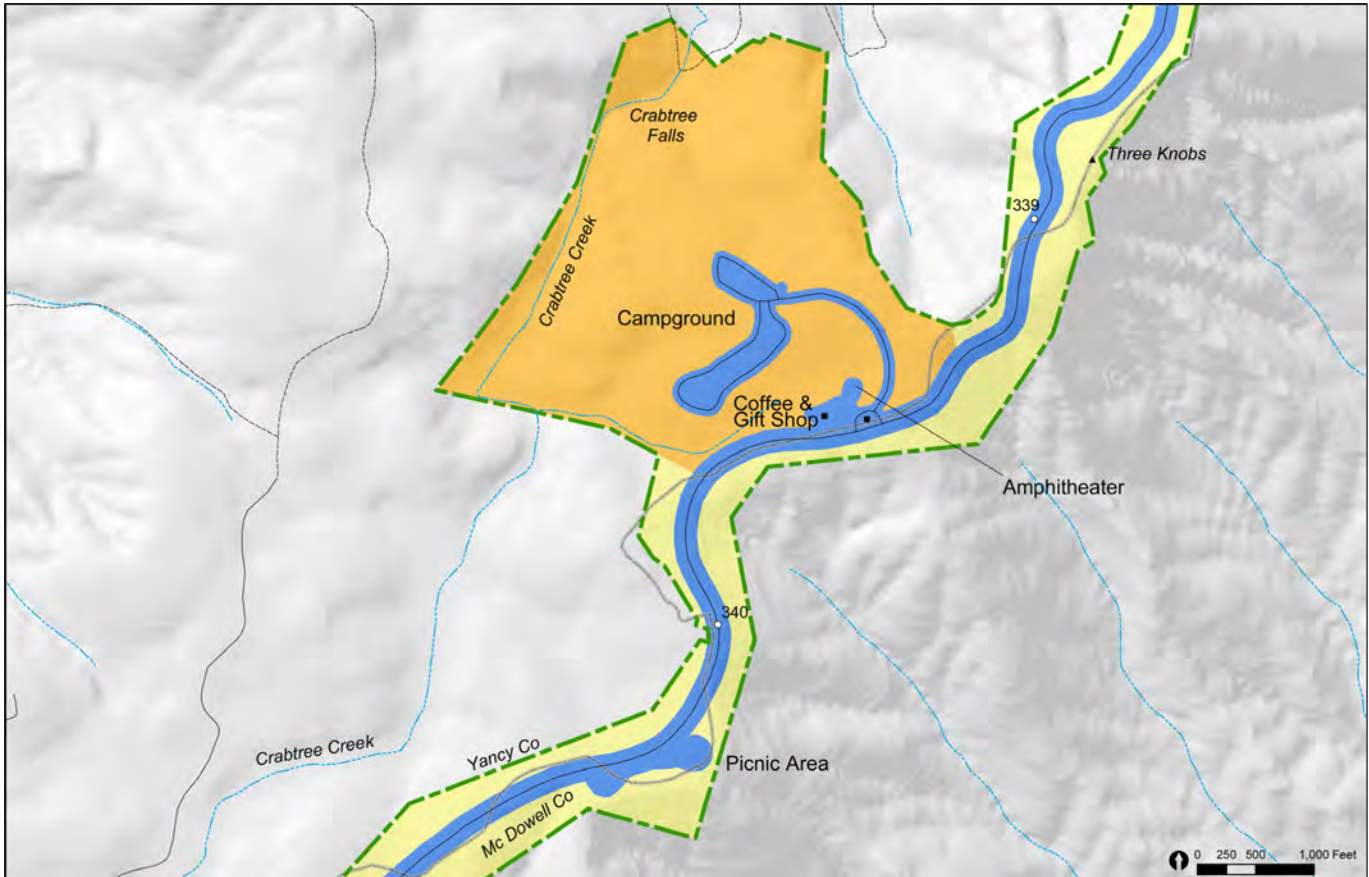 Crabtree
Falls
Three Knobs
339
Crabtree Creek
Campground
Coffee &
Gift Shop
Amphitheater
340
Crabtree Creek
Yancy Co
Picnic Area
Mc Dowell Co
0 250 500 1,000 Feet